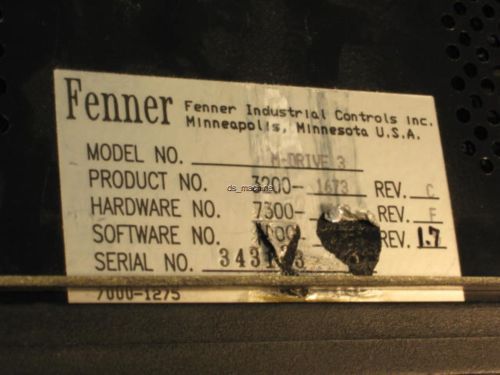 Fenner Fenner Industrial Controls Inc.
Minneapolis, Minnesota U.S.A.
MODEL NO. M-DRIVE 3
PRODUCT NO. 3200-1673 REV. C
ds_machine
HARDWARE NO. 7300- REV. F
SOFTWARE NO. REV. 1.7
SERIAL NO.
7000-1275